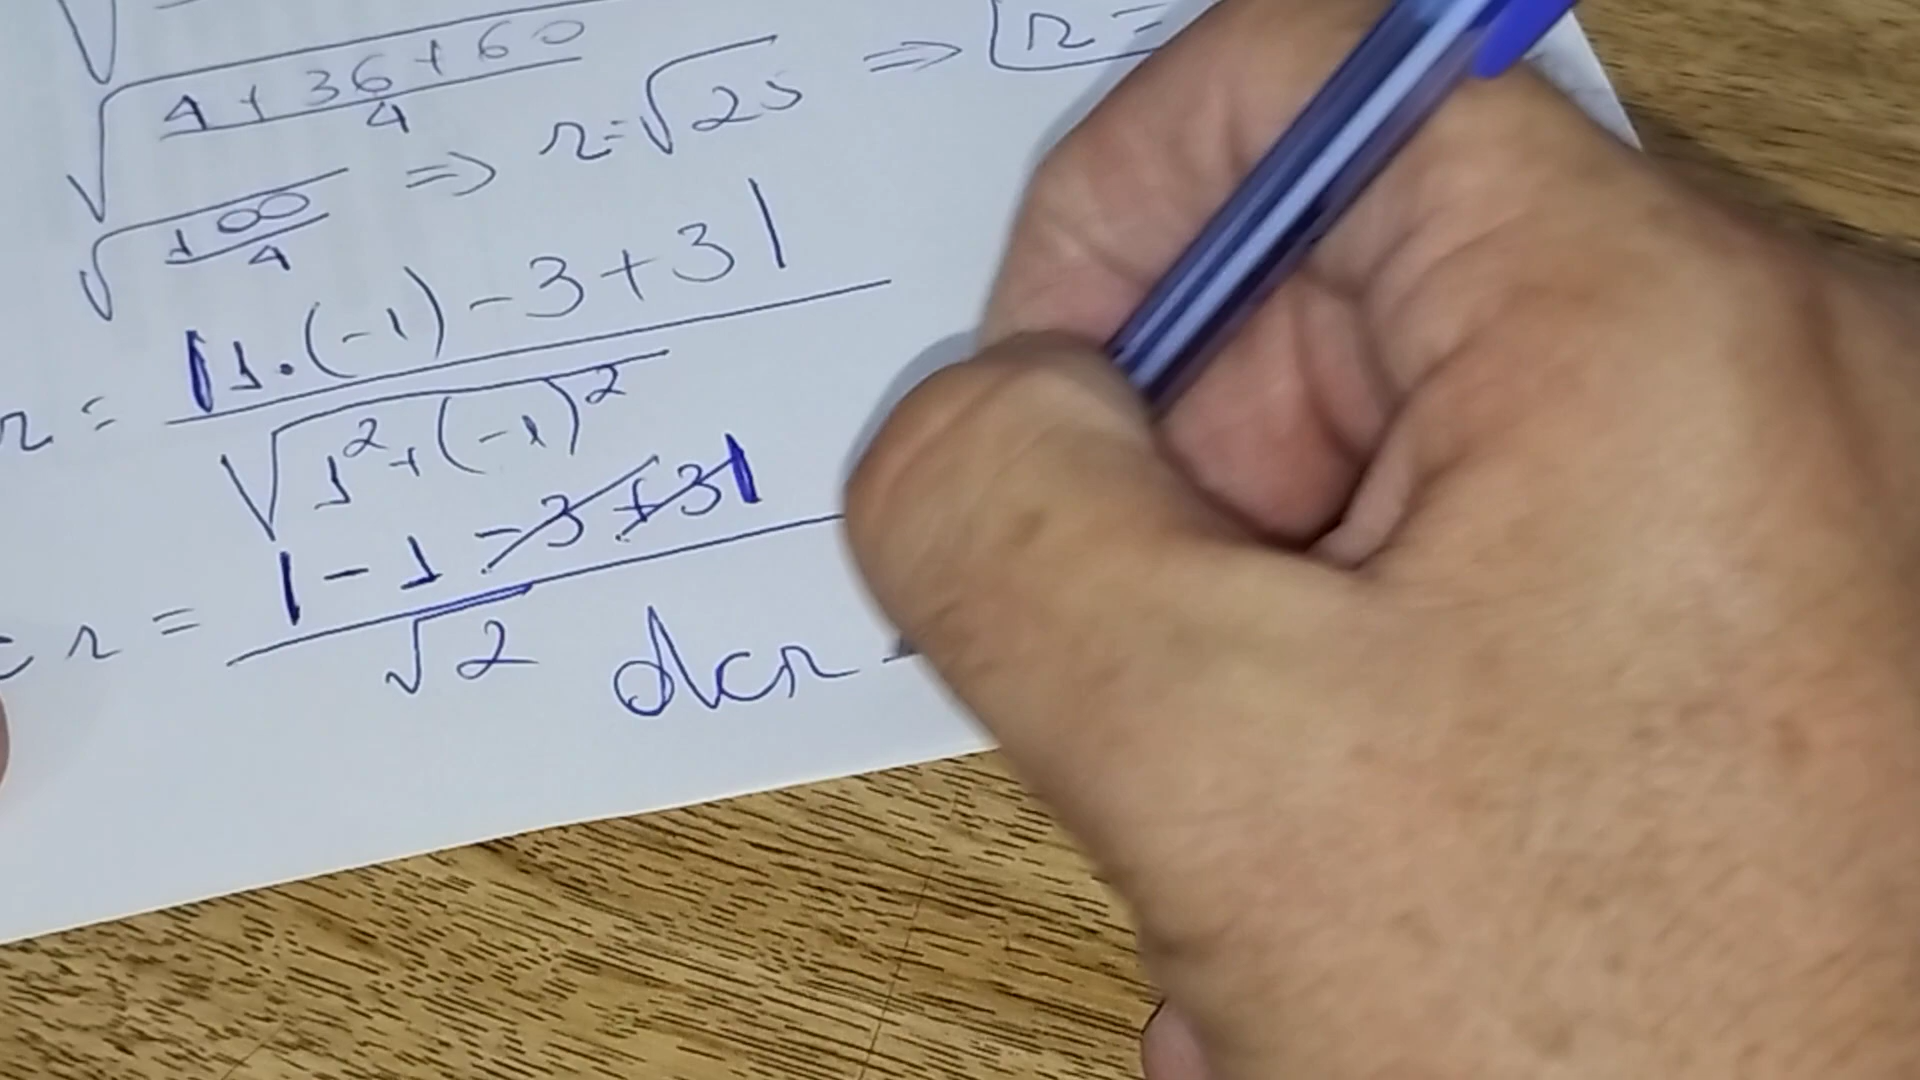 √(4 + 36 + 60 / 4)
√(100 / 4) ⇒ r = √25 ⇒ r =
r = |1·(-1) - 3 + 3| / √(1² + (-1)²)
r = |-1 - 3 + 3| / √2 dcr